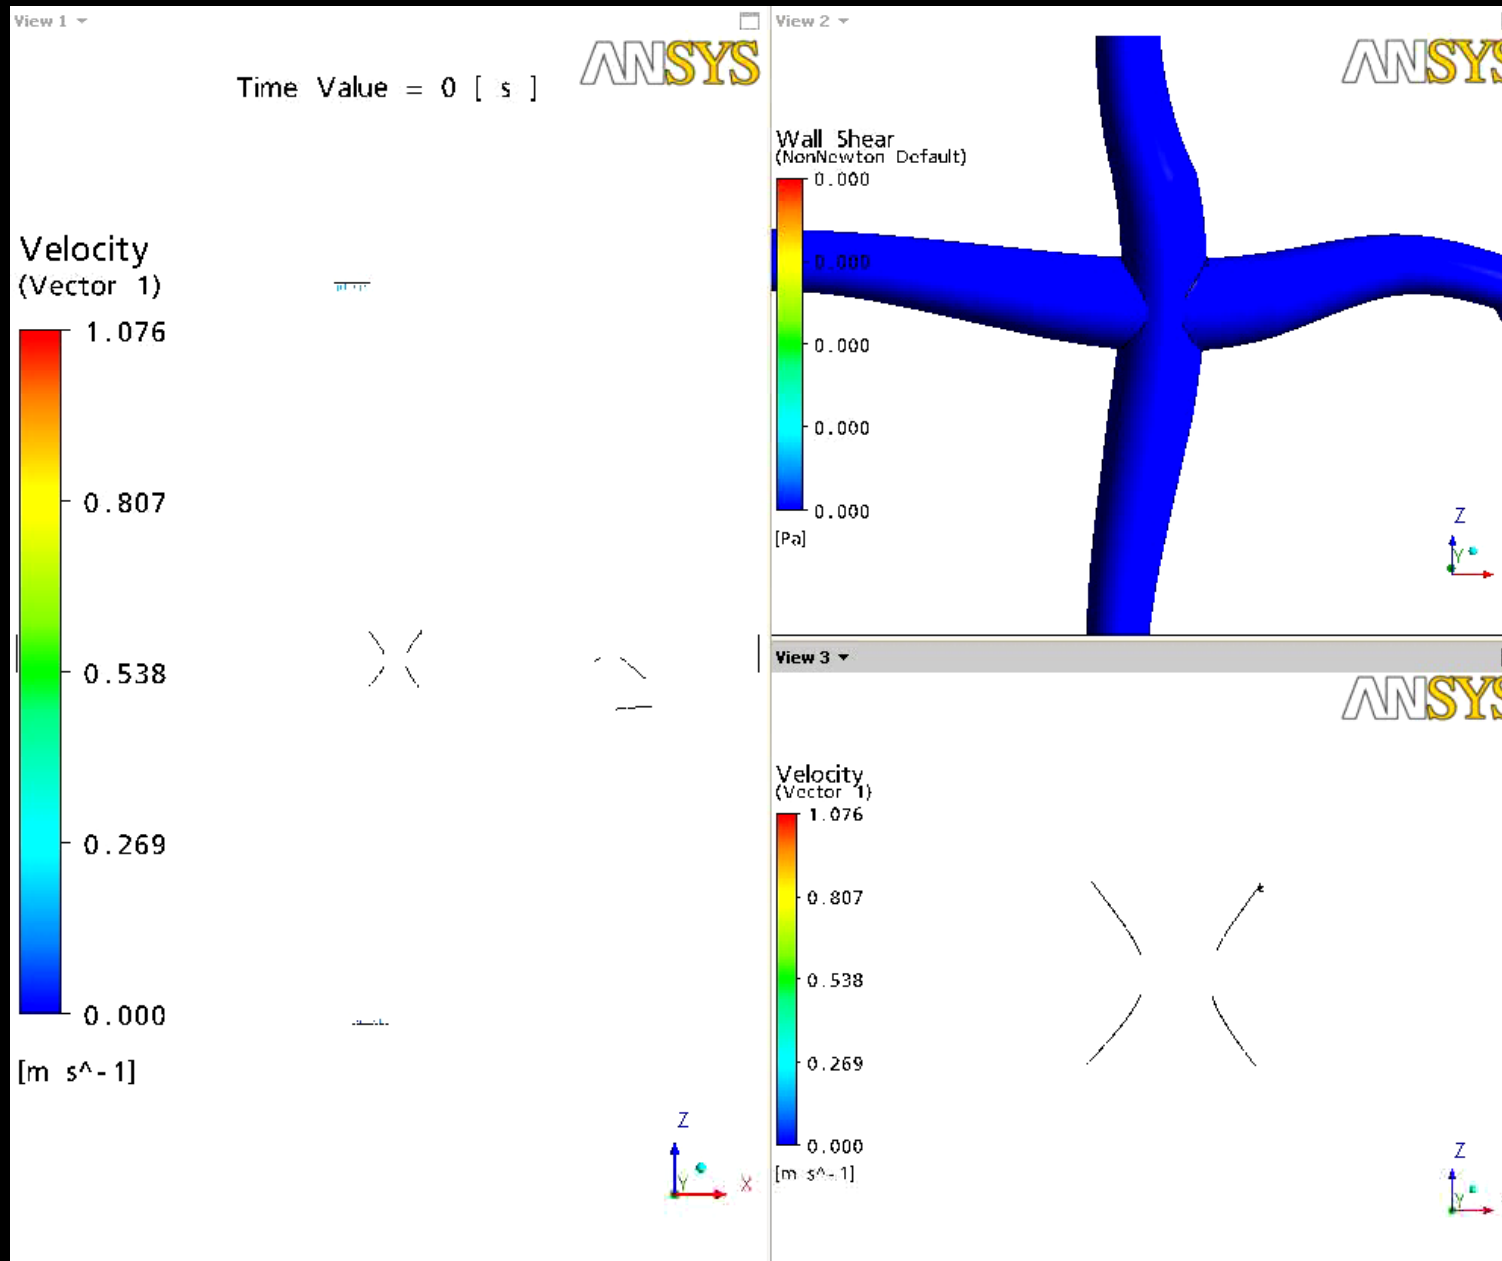 View 1
ANSYS
Time Value = 0 [ s ]
Velocity
(Vector 1)
1.076
0.807
0.538
0.269
0.000
[m s^-1]
Z
Y
X
View 2
ANSYS
Wall Shear
(NonNewton Default)
0.000
0.000
0.000
0.000
0.000
[Pa]
Z
Y
View 3
ANSYS
Velocity
(Vector 1)
1.076
0.807
0.538
0.269
0.000
[m s^-1]
Z
Y